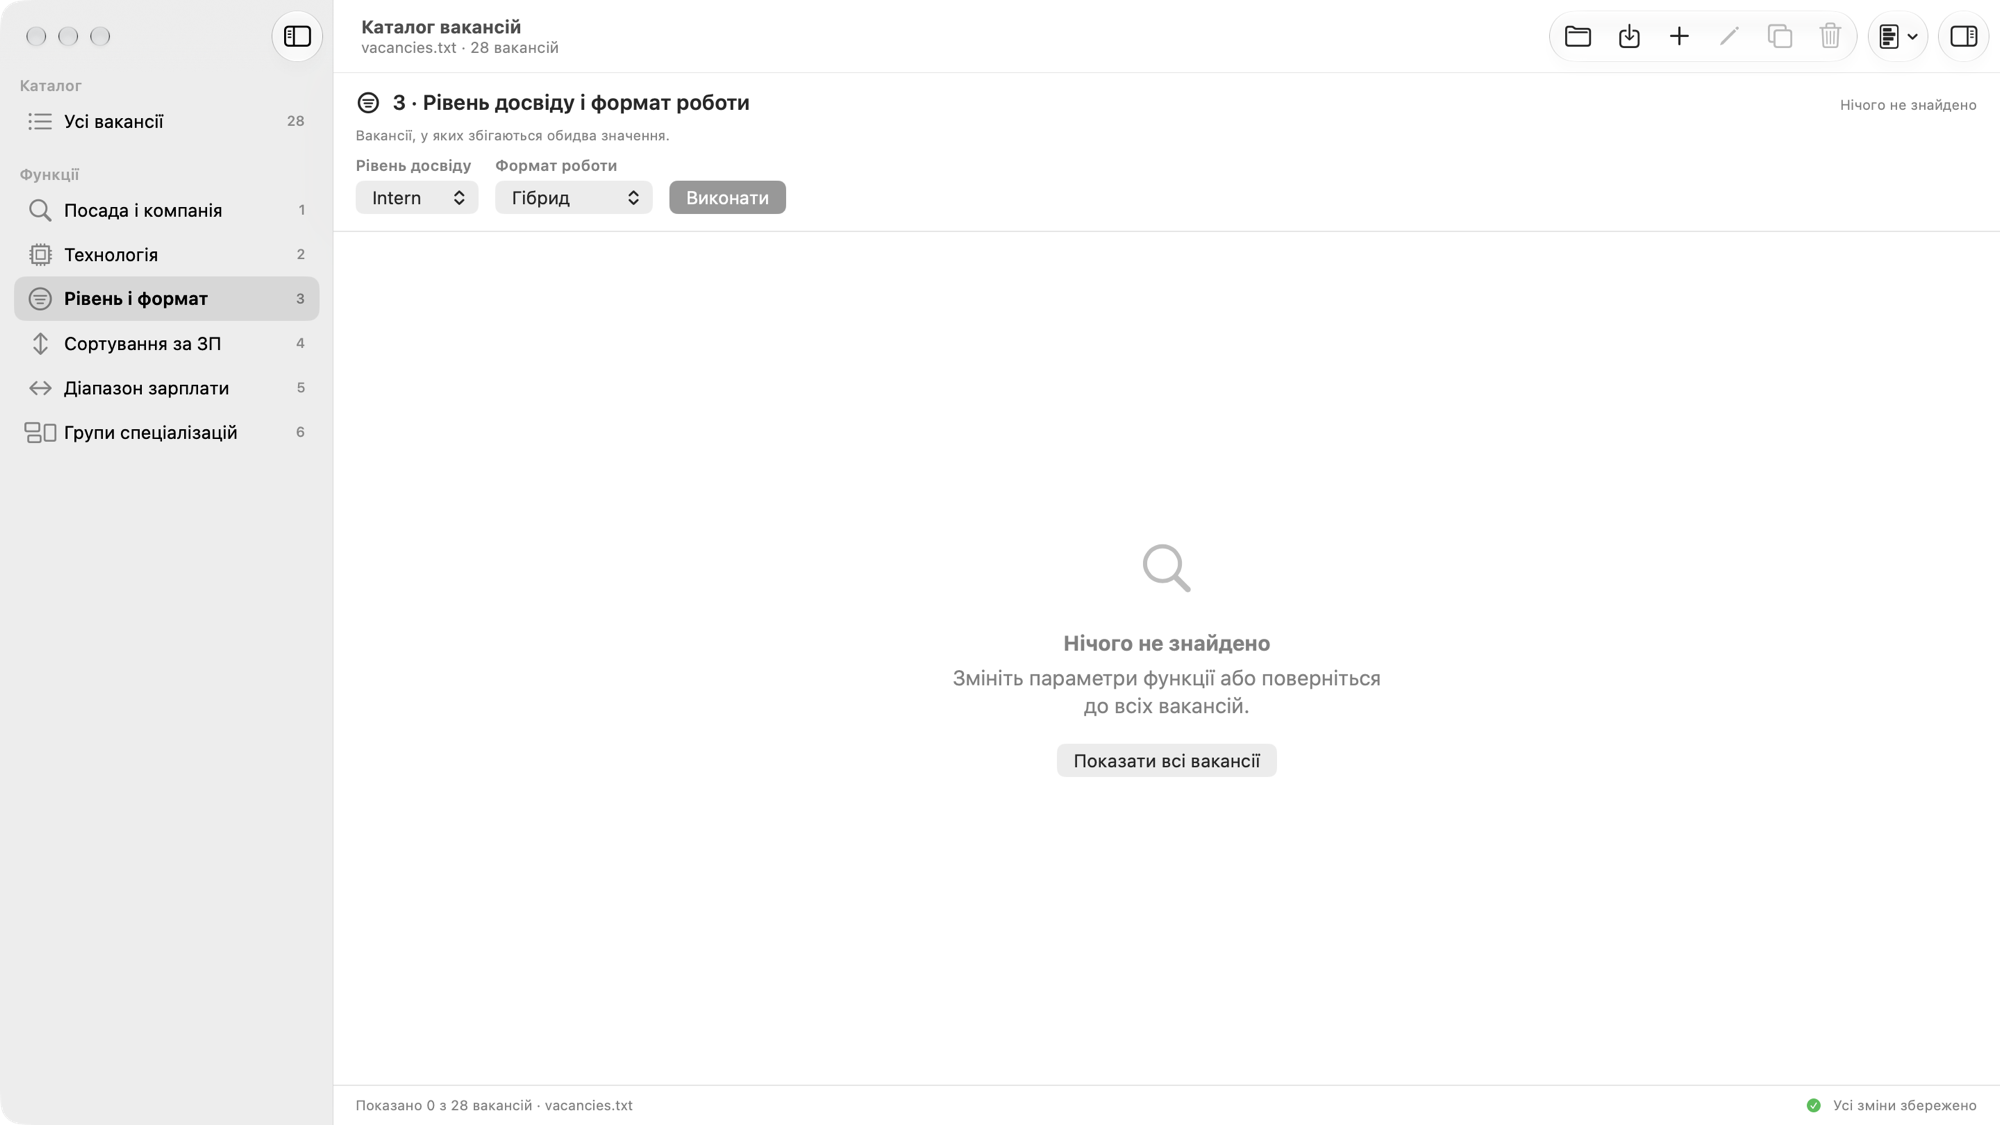 Каталог вакансій
vacancies.txt · 28 вакансій
Каталог
Усі вакансії 28
Функції
Посада і компанія 1
Технологія 2
Рівень і формат 3
Сортування за ЗП 4
Діапазон зарплати 5
Групи спеціалізацій 6
3 · Рівень досвіду і формат роботи
Нічого не знайдено
Вакансії, у яких збігаються обидва значення.
Рівень досвіду Формат роботи
Intern Гібрид Виконати
Нічого не знайдено
Змініть параметри функції або поверніться
до всіх вакансій.
Показати всі вакансії
Показано 0 з 28 вакансій · vacancies.txt
Усі зміни збережено